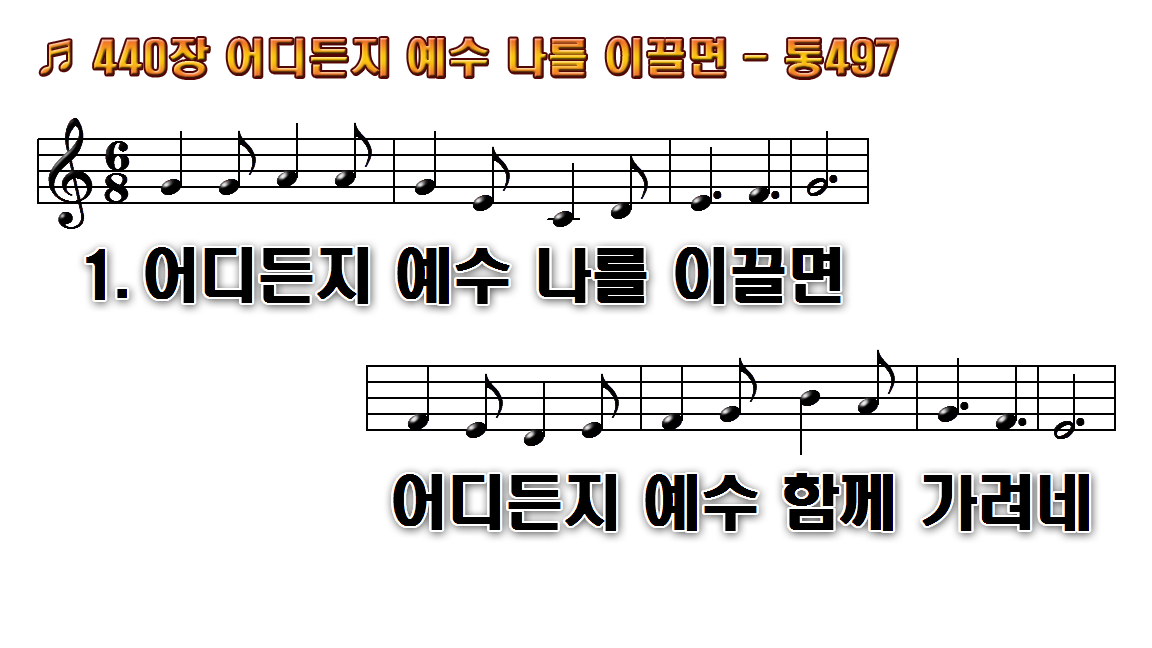 ♬ 440장 어디든지 예수 나를 이끌면 - 통497
6
8
1. 어디든지 예수 나를 이끌면
어디든지 예수 함께 가려네